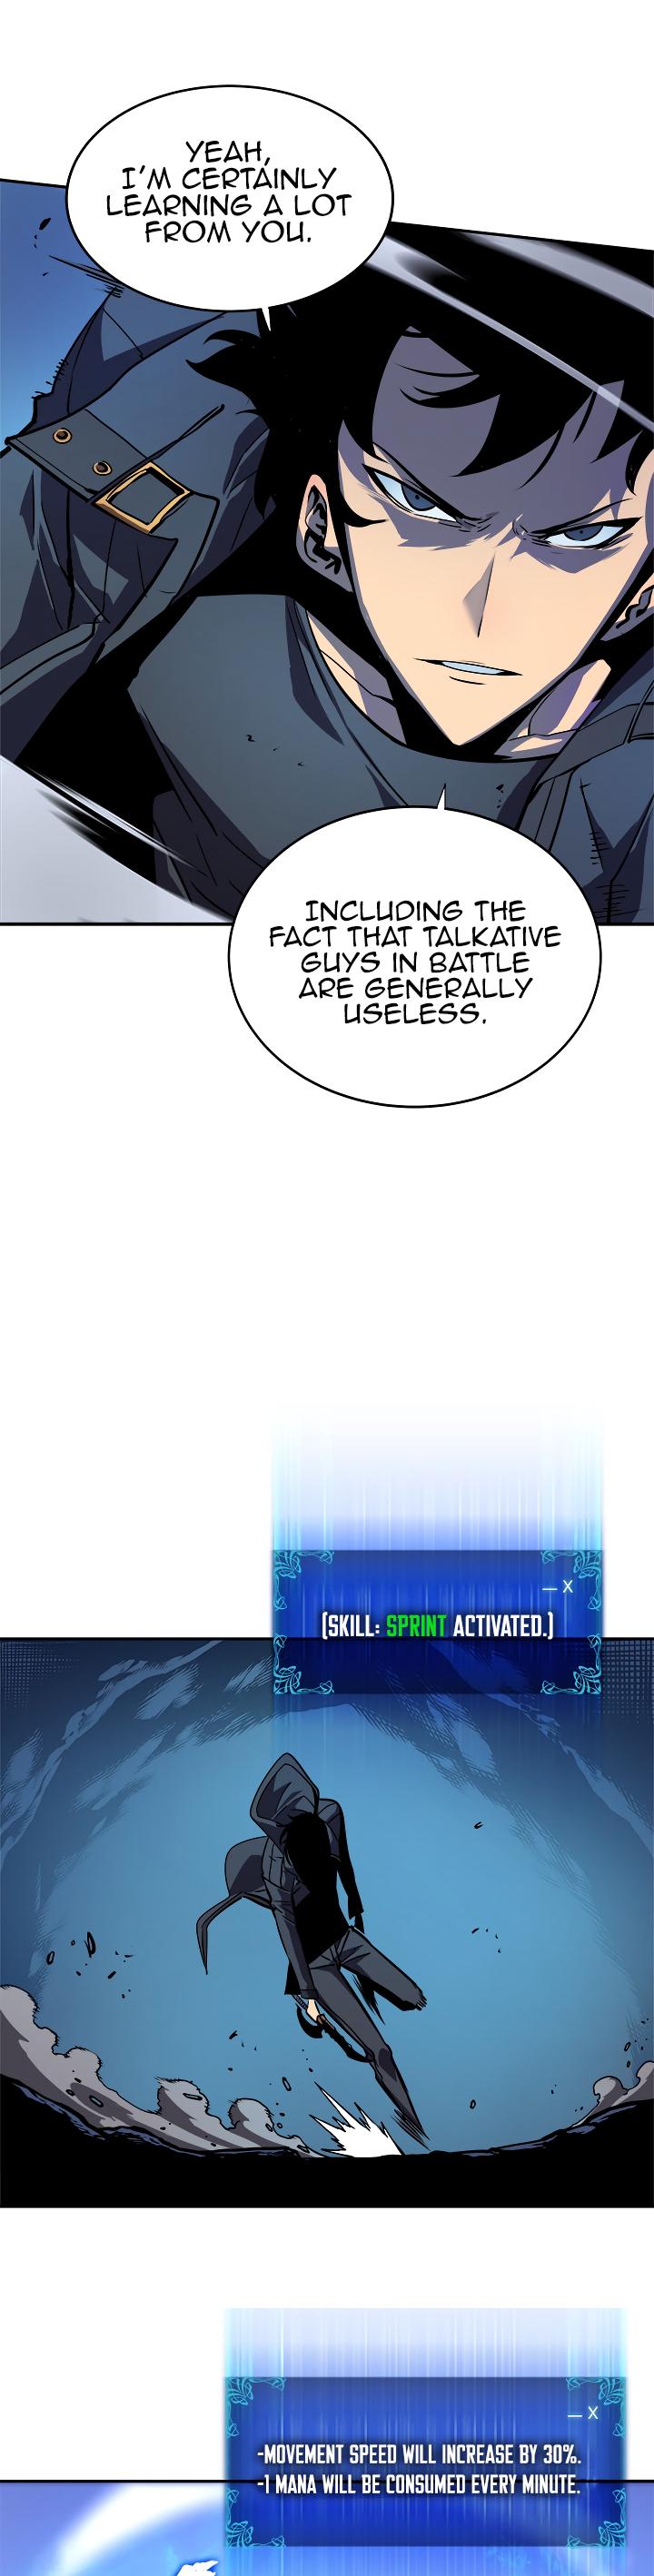 YEAH,
I'M CERTAINLY
LEARNING A LOT
FROM YOU.
INCLUDING THE
FACT THAT TALKATIVE
GUYS IN BATTLE
ARE GENERALLY
USELESS.
— X
[SKILL: SPRINT ACTIVATED.]
— X
-MOVEMENT SPEED WILL INCREASE BY 30%.
-1 MANA WILL BE CONSUMED EVERY MINUTE.